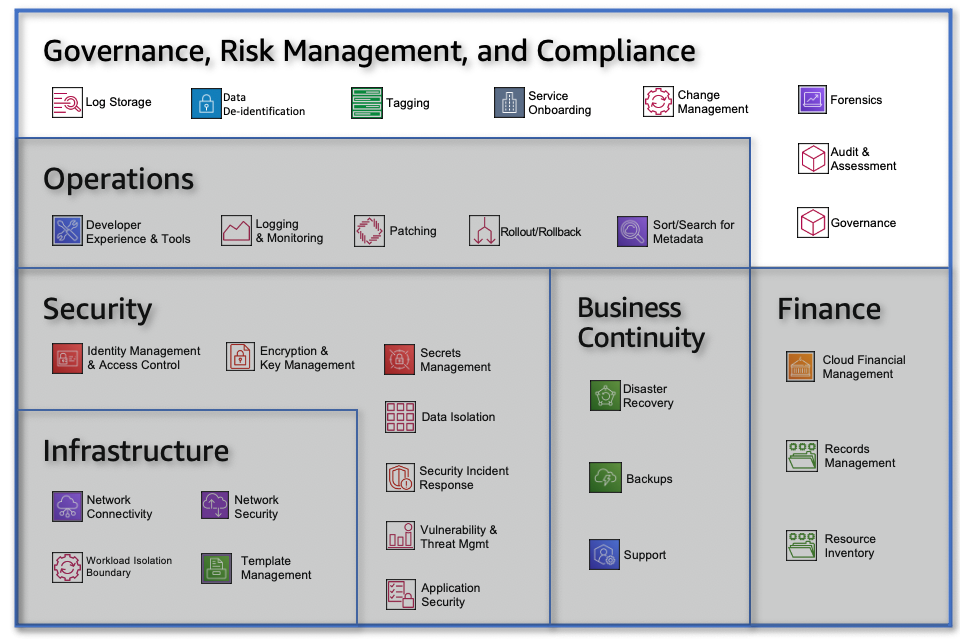 Governance, Risk Management, and Compliance
Log Storage
Data
De-identification
Tagging
Service
Onboarding
Change
Management
Forensics
Audit &
Assessment
Governance
Operations
Developer
Experience & Tools
Logging
& Monitoring
Patching
Rollout/Rollback
Sort/Search for
Metadata
Security
Identity Management
& Access Control
Encryption &
Key Management
Secrets
Management
Data Isolation
Security Incident
Response
Vulnerability &
Threat Mgmt
Application
Security
Infrastructure
Network
Connectivity
Network
Security
Workload Isolation
Boundary
Template
Management
Business
Continuity
Disaster
Recovery
Backups
Support
Finance
Cloud Financial
Management
Records
Management
Resource
Inventory